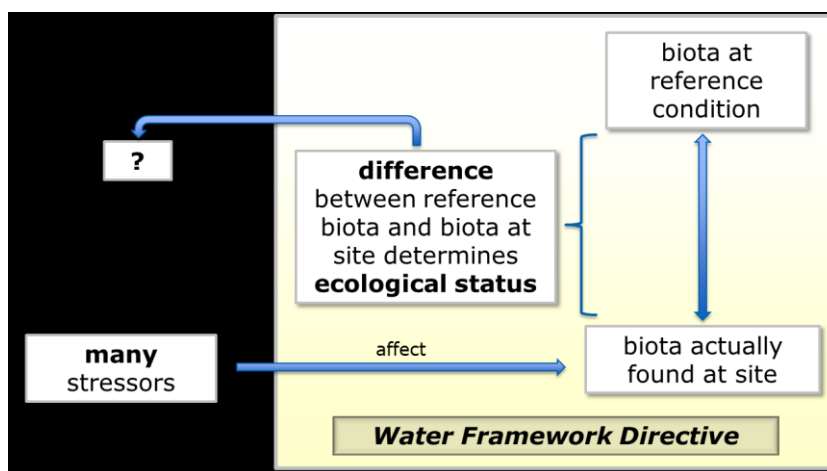 biota at
reference
condition
?
difference
between reference
biota and biota at
site determines
ecological status
many
stressors
affect
biota actually
found at site
Water Framework Directive